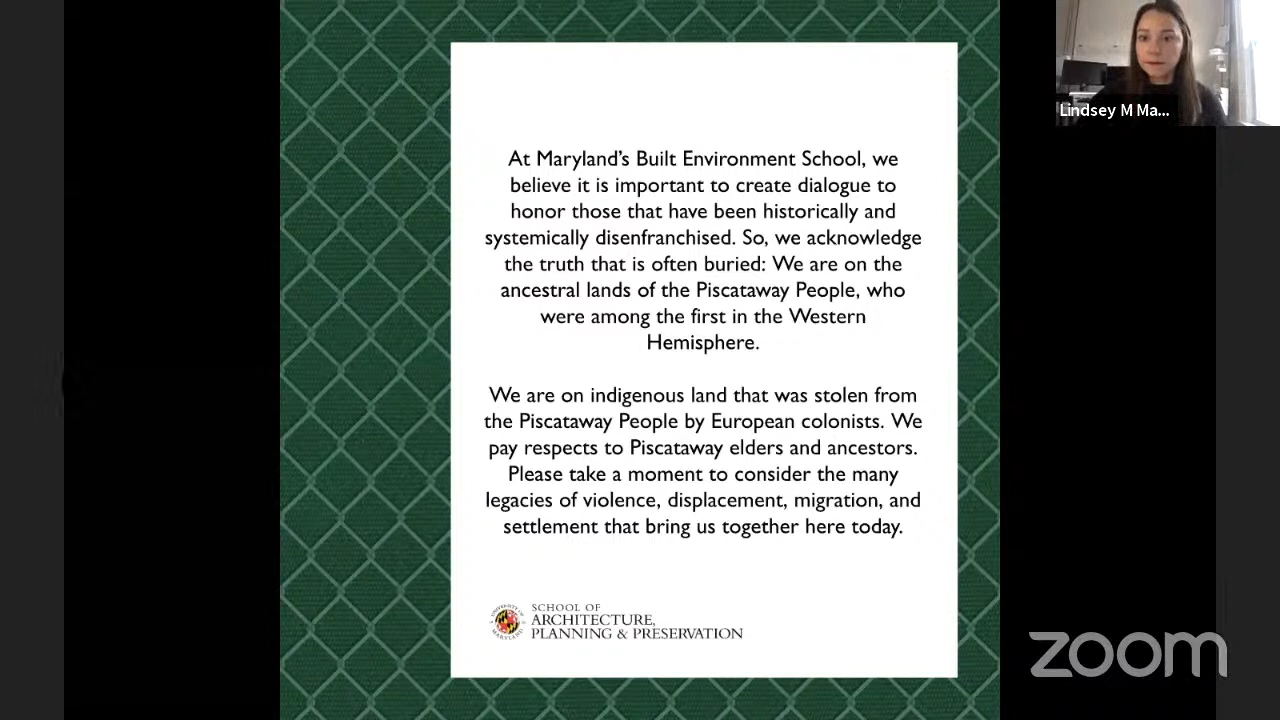 Lindsey M Ma...
At Maryland's Built Environment School, we
believe it is important to create dialogue to
honor those that have been historically and
systemically disenfranchised. So, we acknowledge
the truth that is often buried: We are on the
ancestral lands of the Piscataway People, who
were among the first in the Western
Hemisphere.
We are on indigenous land that was stolen from
the Piscataway People by European colonists. We
pay respects to Piscataway elders and ancestors.
Please take a moment to consider the many
legacies of violence, displacement, migration, and
settlement that bring us together here today.
UNIVERSITY OF
MARYLAND
SCHOOL OF
ARCHITECTURE,
PLANNING & PRESERVATION
zoom